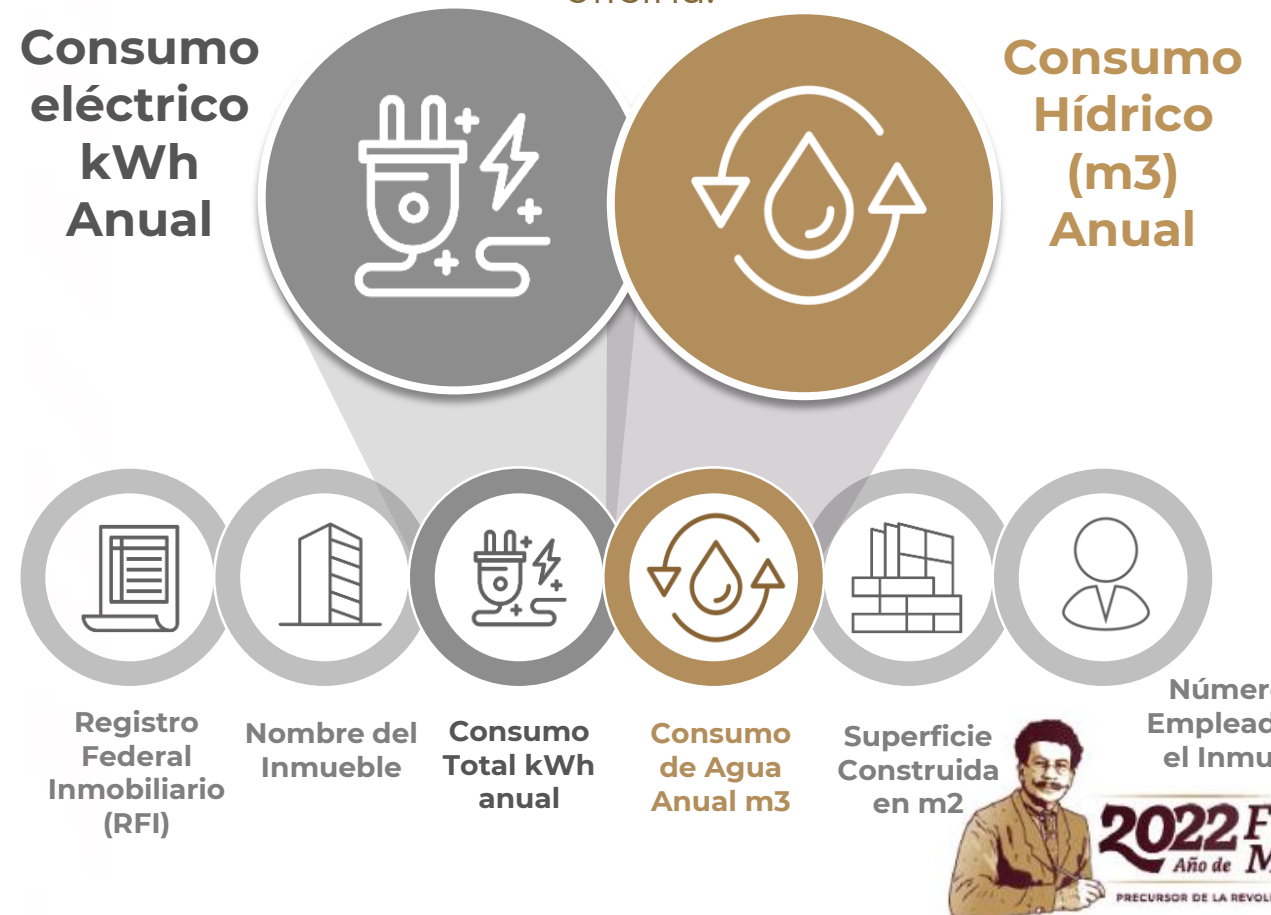 Consumo
eléctrico
kWh
Anual
Consumo
Hídrico
(m3)
Anual
Registro
Federal
Inmobiliario
(RFI)
Nombre del
Inmueble
Consumo
Total kWh
anual
Consumo
de Agua
Anual m3
Superficie
Construida
en m2
el
2022
Año de
PRECURSOR DE LA